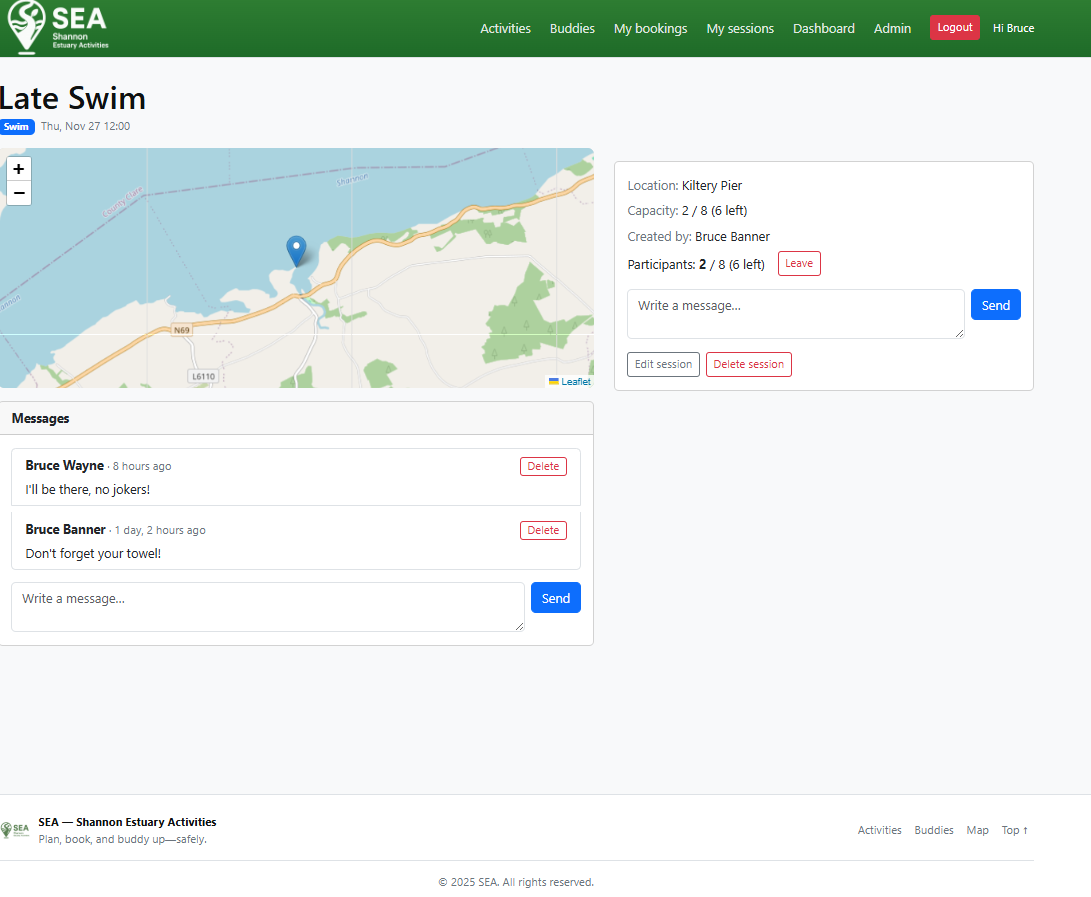 SEA
Shannon
Estuary Activities
Activities Buddies My bookings My sessions Dashboard Admin Logout Hi Bruce
Late Swim
Swim Thu, Nov 27 12:00
+
−
County Clare
Shannon
N69
L6110
Leaflet
Location: Kiltery Pier
Capacity: 2 / 8 (6 left)
Created by: Bruce Banner
Participants: 2 / 8 (6 left) Leave
Write a message... Send
Edit session Delete session
Messages
Bruce Wayne · 8 hours ago Delete
I'll be there, no jokers!
Bruce Banner · 1 day, 2 hours ago Delete
Don't forget your towel!
Write a message... Send
SEA
SEA — Shannon Estuary Activities
Plan, book, and buddy up—safely.
Activities Buddies Map Top ↑
© 2025 SEA. All rights reserved.